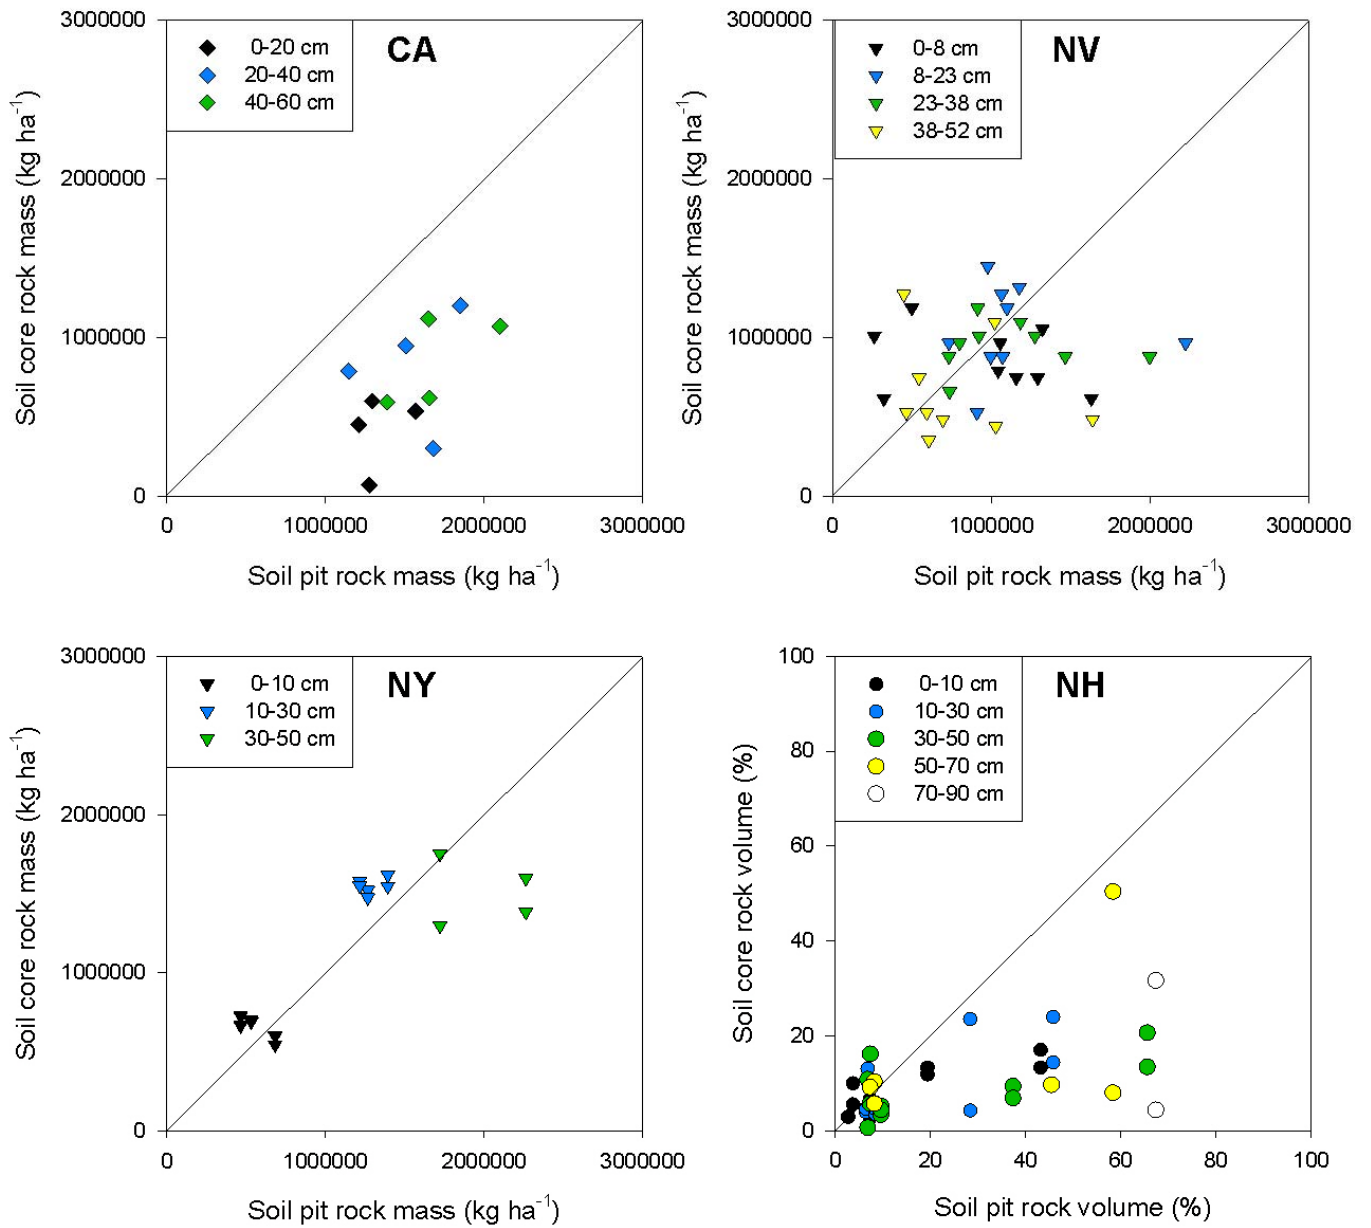 3000000
2000000
1000000
0
0-20 cm
20-40 cm
40-60 cm
CA
Soil core rock mass (kg ha⁻¹)
0 1000000 2000000 3000000
Soil pit rock mass (kg ha⁻¹)
3000000
2000000
1000000
0
0-8 cm
8-23 cm
23-38 cm
38-52 cm
NV
Soil core rock mass (kg ha⁻¹)
0 1000000 2000000 3000000
Soil pit rock mass (kg ha⁻¹)
3000000
2000000
1000000
0
0-10 cm
10-30 cm
30-50 cm
NY
Soil core rock mass (kg ha⁻¹)
0 1000000 2000000 3000000
Soil pit rock mass (kg ha⁻¹)
100
80
60
40
20
0
0-10 cm
10-30 cm
30-50 cm
50-70 cm
70-90 cm
NH
Soil core rock volume (%)
0 20 40 60 80 100
Soil pit rock volume (%)